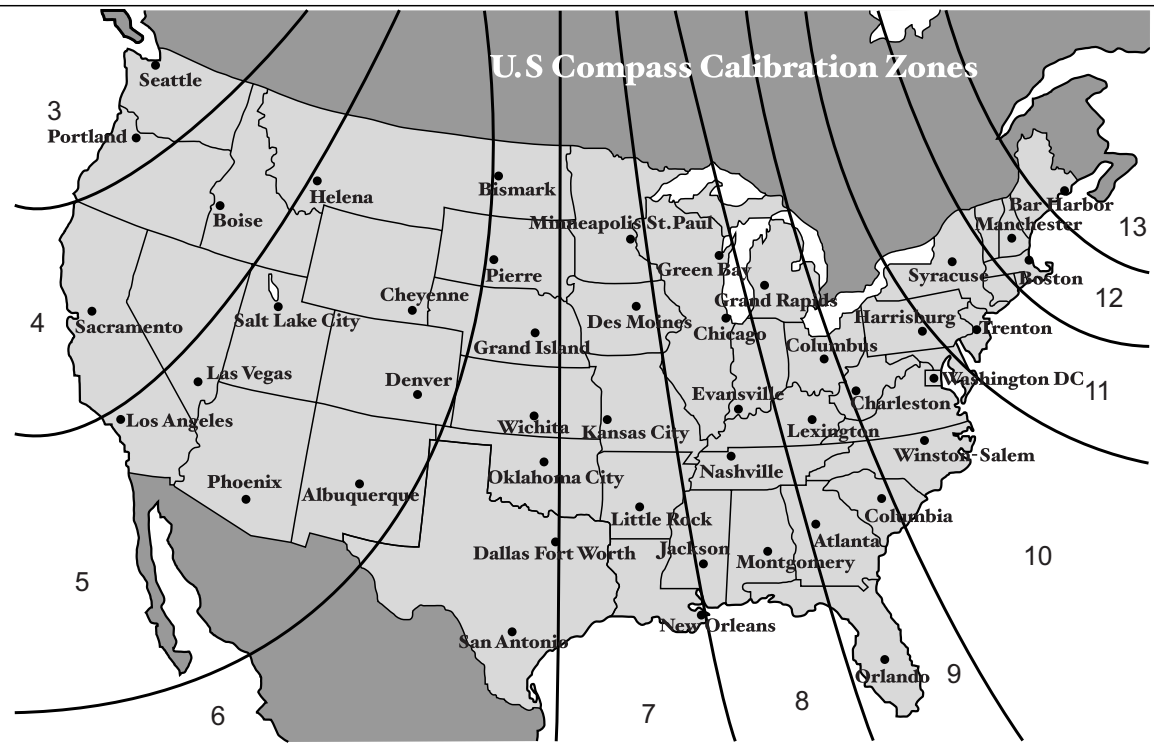 U.S Compass Calibration Zones
Seattle
3
Portland
Helena
Bismark
Boise
Minneapolis St.Paul
Bar Harbor
Manchester
13
Green Bay
Pierre
Syracuse
Boston
Cheyenne
Grand Rapids
12
4
Sacramento
Salt Lake City
Des Moines
Chicago
Harrisburg
Trenton
Grand Island
Columbus
Las Vegas
Denver
Washington DC
11
Evansville
Charleston
Los Angeles
Wichita
Kansas City
Lexington
Winston-Salem
Nashville
Phoenix
Albuquerque
Oklahoma City
Little Rock
Columbia
Atlanta
Dallas Fort Worth
Jackson
Montgomery
10
5
New Orleans
San Antonio
Orlando
9
8
6
7